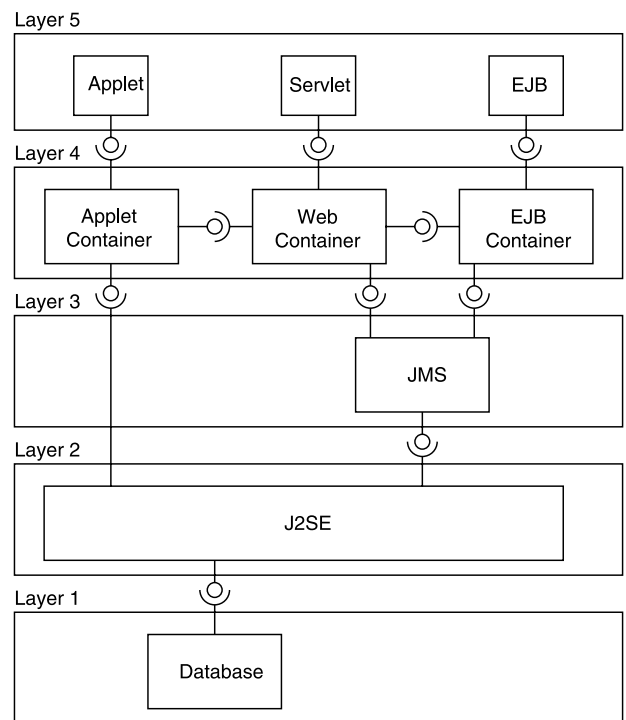 Layer 5
Applet
Servlet
EJB
Layer 4
Applet
Container
Web
Container
EJB
Container
Layer 3
JMS
Layer 2
J2SE
Layer 1
Database